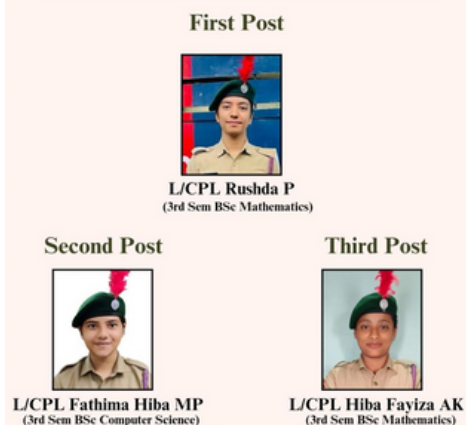 First Post
L/CPL Rushda P
(3rd Sem BSc Mathematics)
Second Post
L/CPL Fathima Hiba MP
(3rd Sem BSc Computer Science)
Third Post
L/CPL Hiba Fayiza AK
(3rd Sem BSc Mathematics)